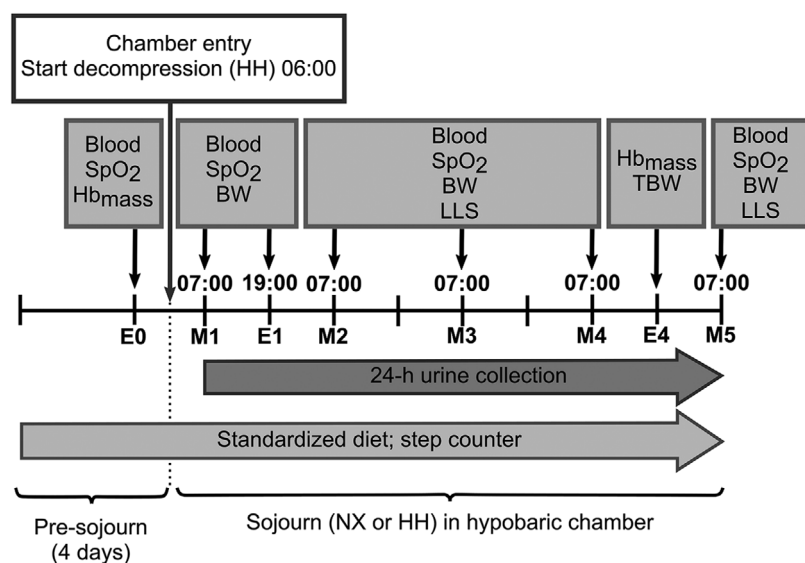 Chamber entry
Start decompression (HH) 06:00
Blood
SpO2
Hbmass
Blood
SpO2
BW
Blood
SpO2
BW
LLS
Hbmass
TBW
Blood
SpO2
BW
LLS
07:00 19:00 07:00 07:00 07:00 07:00
E0 M1 E1 M2 M3 M4 E4 M5
24-h urine collection
Standardized diet; step counter
Pre-sojourn
(4 days)
Sojourn (NX or HH) in hypobaric chamber